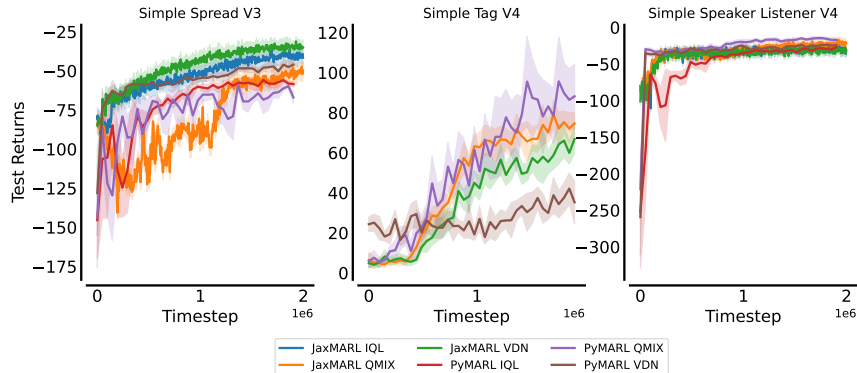 Simple Spread V3
Simple Tag V4
Simple Speaker Listener V4
Test Returns
−25
−50
−75
−100
−125
−150
−175
0
1
2
1e6
Timestep
120
100
80
60
40
20
0
0
1
1e6
Timestep
0
−50
−100
−150
−200
−250
−300
0
1
2
1e6
Timestep
JaxMARL IQL
JaxMARL VDN
PyMARL QMIX
JaxMARL QMIX
PyMARL IQL
PyMARL VDN